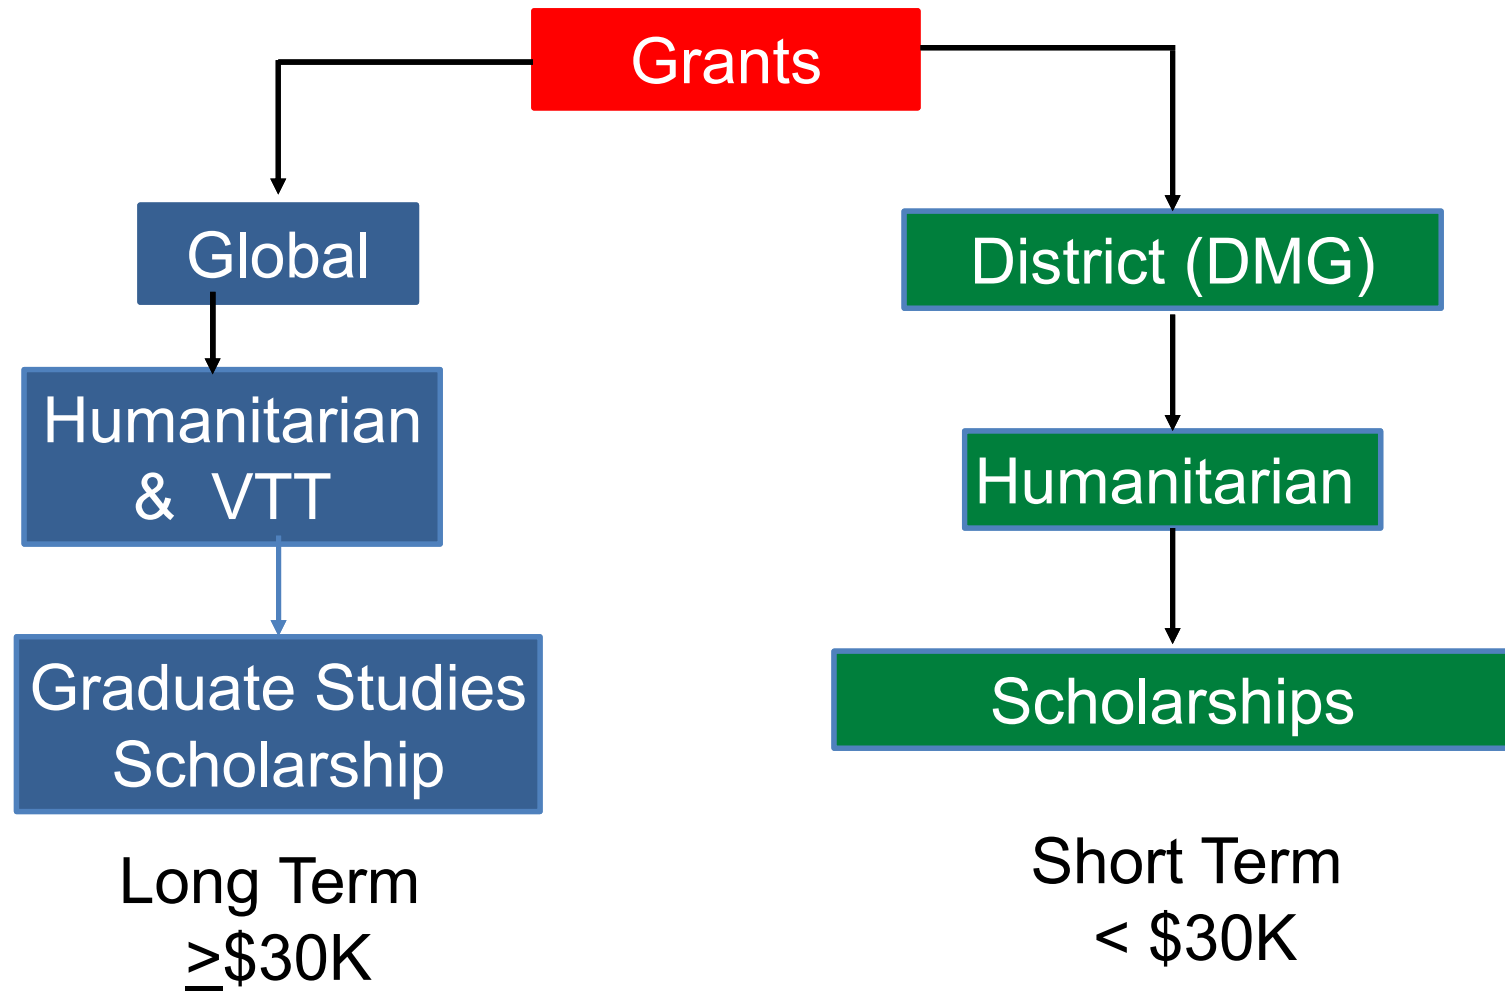 Grants
Global
District (DMG)
Humanitarian
& VTT
Humanitarian
Graduate Studies
Scholarship
Scholarships
Long Term
≥$30K
Short Term
< $30K